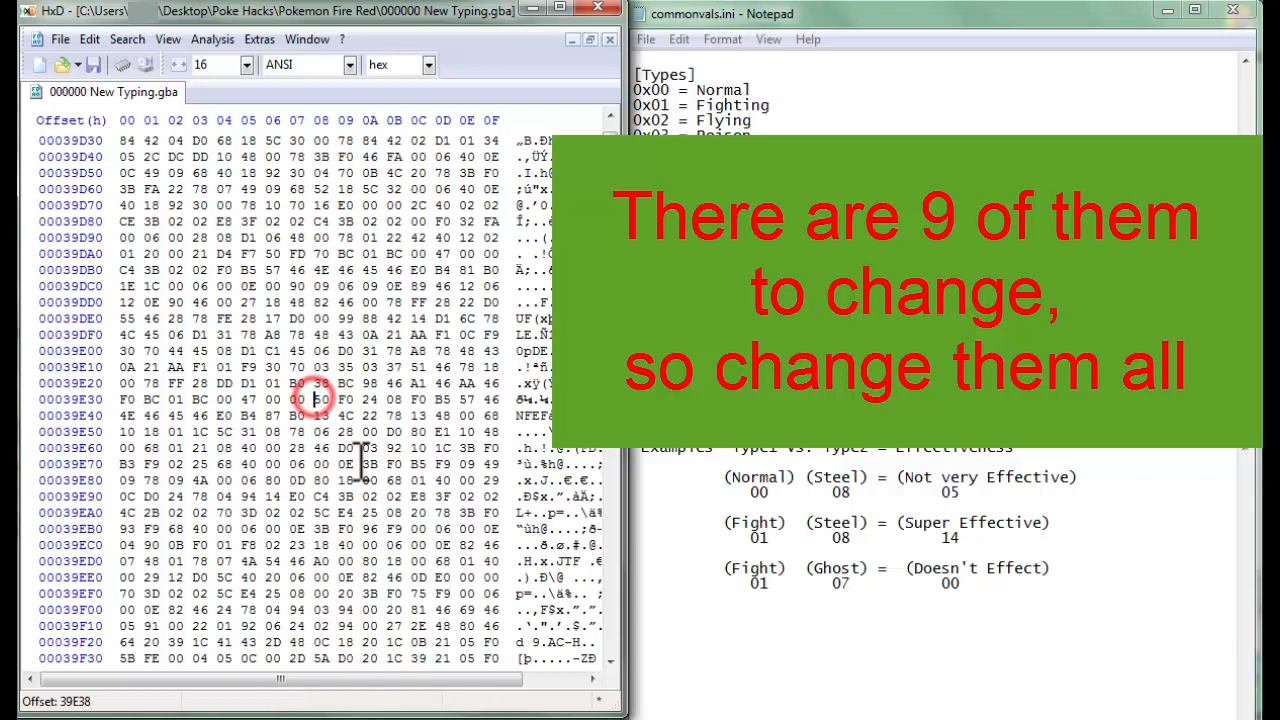 HxD - [C:\Users\ \Desktop\Poke Hacks\Pokemon Fire Red\000000 New Typing.gba]
File Edit Search View Analysis Extras Window ?
16 ANSI hex
000000 New Typing.gba
Offset(h) 00 01 02 03 04 05 06 07 08 09 0A 0B 0C 0D 0E 0F
00039D30 84 42 04 D0 68 18 5C 30 00 78 84 42 02 D1 01 34
00039D40 05 2C DC DD 10 48 00 78 3B F0 46 FA 00 06 40 0E
00039D50 0C 49 09 68 40 18 92 30 04 70 0B 4C 20 78 3B F0
00039D60 3B FA 22 78 07 49 09 68 52 18 5C 32 00 06 40 0E
00039D70 40 18 92 30 00 78 10 70 14 E0 00 00 2C 40 02 02
00039D80 CE 3B 02 02 E8 3F 02 02 C4 3B 02 02 00 F0 32 FA
00039D90 00 06 00 28 08 D1 06 48 00 78 01 22 42 40 12 02
00039DA0 01 20 00 21 D4 F7 50 FD 70 BC 01 BC 00 47 00 00
00039DB0 C4 3B 02 02 F0 B5 57 46 4E 46 45 46 E0 B4 81 B0
00039DC0 1E 1C 00 06 00 0E 00 90 09 06 09 0E 89 46 12 06
00039DD0 12 0E 90 46 00 27 18 48 82 46 00 78 FF 28 22 D0
00039DE0 55 46 28 78 FE 28 17 D0 00 99 88 42 14 D1 6C 78
00039DF0 4C 45 06 D1 31 78 A8 78 48 43 0A 21 AA F1 0C F9
00039E00 30 70 44 45 08 D1 C1 45 06 D0 31 78 A8 78 48 43
00039E10 0A 21 AA F1 01 F9 30 70 03 35 03 37 51 46 78 18
00039E20 00 78 FF 28 DD D1 01 B0 38 BC 98 46 A1 46 AA 46
00039E30 F0 BC 01 BC 00 47 00 00 50 F0 24 08 F0 B5 57 46
00039E40 4E 46 45 46 E0 B4 87 B0 13 4C 22 78 13 48 00 68
00039E50 10 18 01 1C 5C 31 08 78 06 28 00 D0 80 E1 10 48
00039E60 00 68 01 21 08 40 00 28 46 D0 03 92 10 1C 3B F0
00039E70 B3 F9 02 25 68 40 00 06 00 0E 3B F0 B5 F9 09 49
00039E80 09 78 09 4A 00 06 80 0D 80 18 90 68 01 40 00 29
00039E90 0C D0 24 78 04 94 14 E0 C4 3B 02 02 E8 3F 02 02
00039EA0 4C 2B 02 02 70 3D 02 02 5C E4 25 08 20 78 3B F0
00039EB0 93 F9 68 40 00 06 00 0E 3B F0 96 F9 00 06 00 0E
00039EC0 04 90 0B F0 01 F8 02 23 18 40 00 06 00 0E 82 46
00039ED0 07 48 01 78 07 4A 54 46 A0 00 80 18 00 68 01 40
00039EE0 00 29 12 D0 5C 40 20 06 00 0E 82 46 0D E0 00 00
00039EF0 70 3D 02 02 5C E4 25 08 00 20 3B F0 75 F9 00 06
00039F00 00 0E 82 46 24 78 04 94 03 94 00 20 81 46 69 46
00039F10 05 91 00 22 01 92 06 24 02 94 00 27 2E 48 80 46
00039F20 64 20 39 1C 41 43 2D 48 0C 18 20 1C 0B 21 05 F0
00039F30 5B FE 00 04 05 0C 00 2D 5A D0 20 1C 39 21 05 F0
Offset: 39E38
commonvals.ini - Notepad
File Edit Format View Help
[Types]
0x00 = Normal
0x01 = Fighting
0x02 = Flying
0x03 = Poison
There are 9 of them
to change,
so change them all
Examples Type1 vs. Type2 = Effectiveness
(Normal) (Steel) = (Not very Effective)
00 08 05
(Fight) (Steel) = (Super Effective)
01 08 14
(Fight) (Ghost) = (Doesn't Effect)
01 07 00